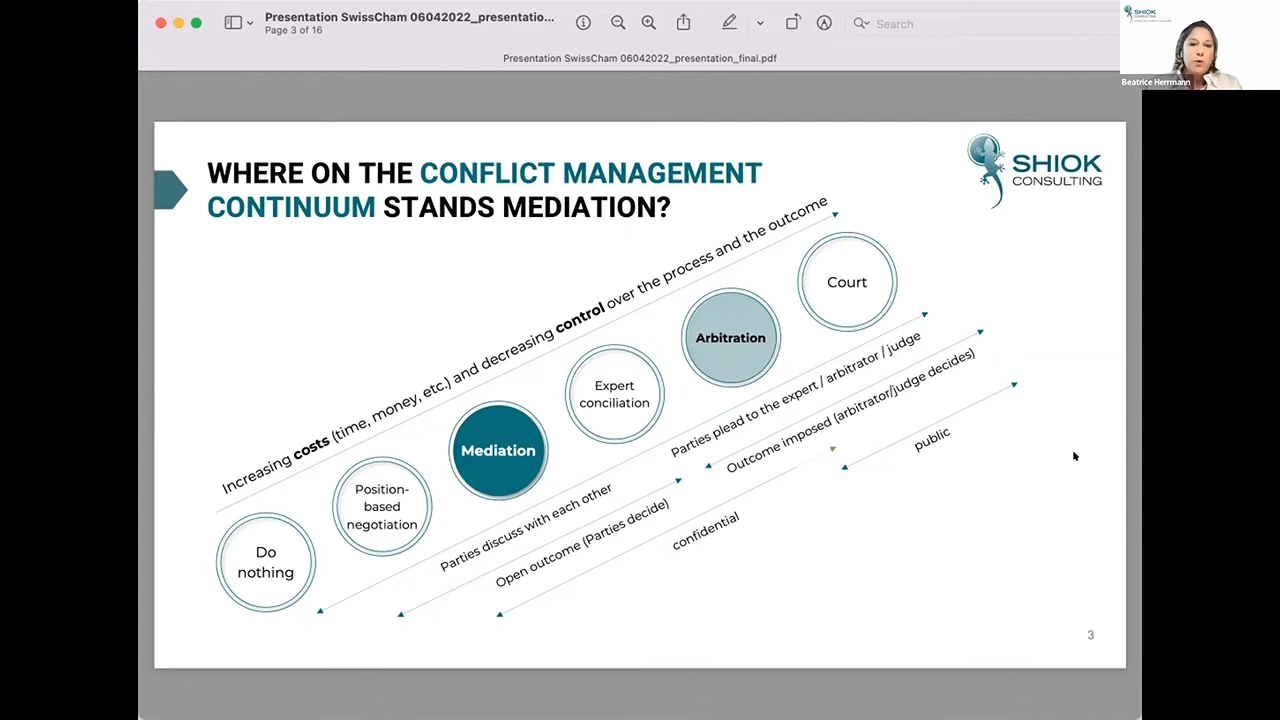 Presentation SwissCham 06042022_presentatio...
Page 3 of 16
Search
Presentation SwissCham 06042022_presentation_final.pdf
SHIOK
CONSULTING
Beatrice Herrmann
WHERE ON THE CONFLICT MANAGEMENT
CONTINUUM STANDS MEDIATION?
SHIOK
CONSULTING
Increasing costs (time, money, etc.) and decreasing control over the process and the outcome
Do
nothing
Position-
based
negotiation
Mediation
Expert
conciliation
Arbitration
Court
Parties discuss with each other
Parties plead to the expert / arbitrator / judge
Open outcome (Parties decide)
Outcome imposed (arbitrator/judge decides)
confidential
public
3